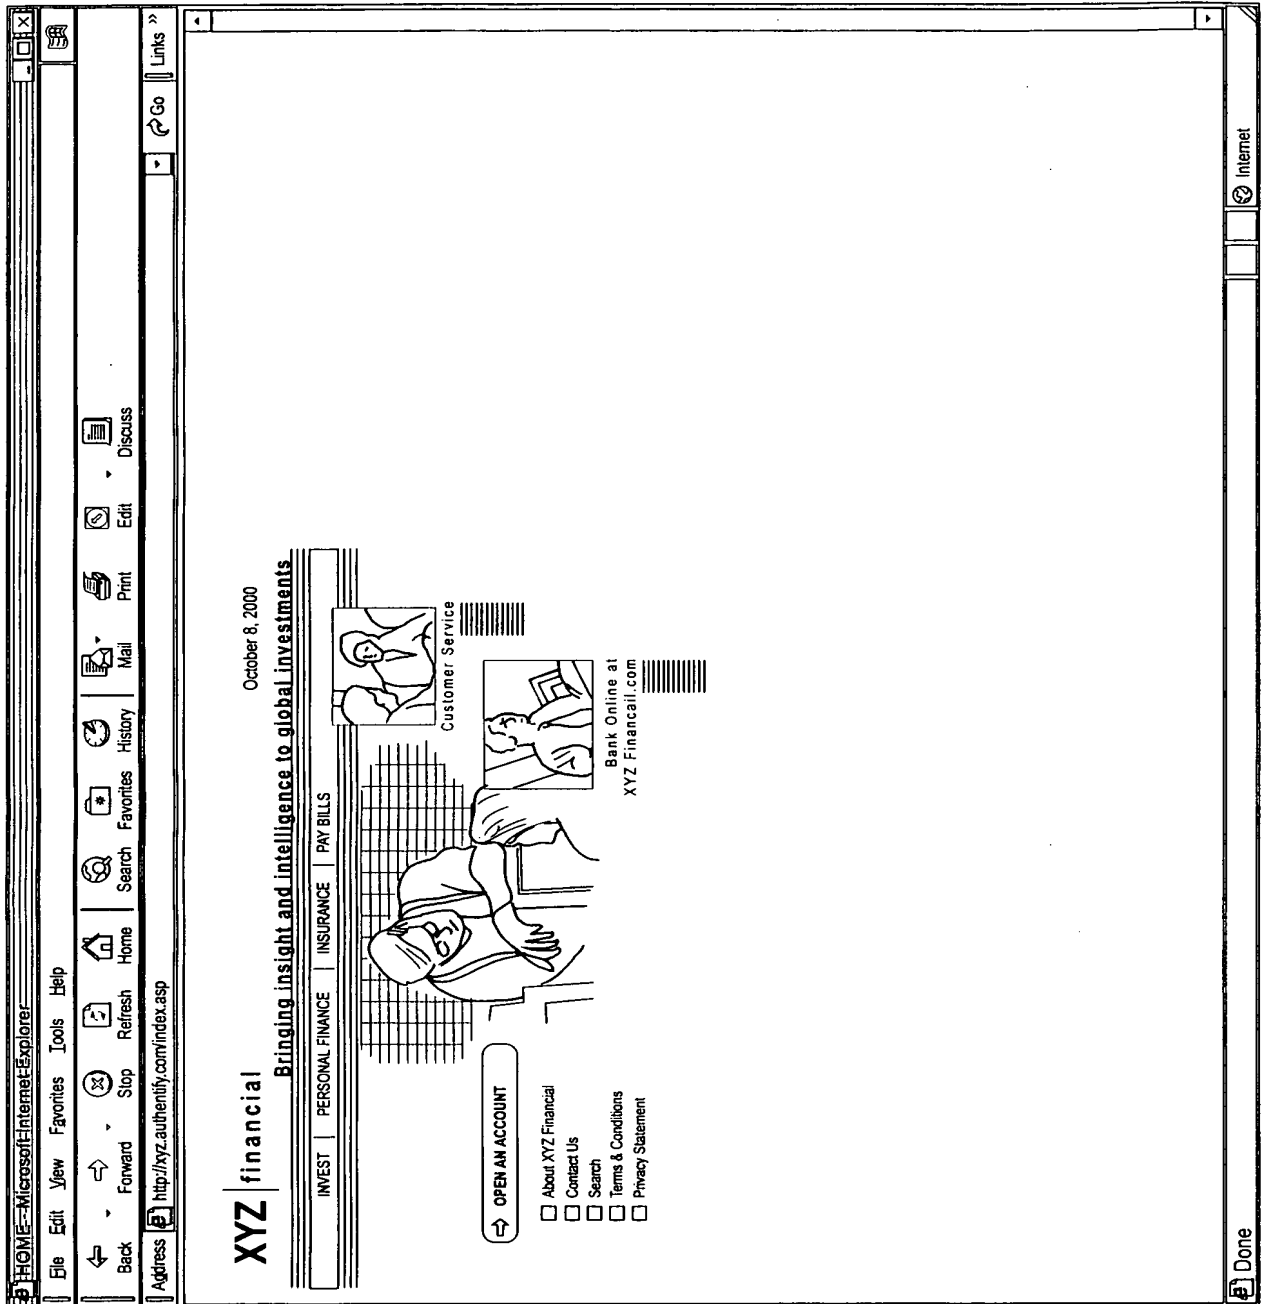 HOME - Microsoft Internet Explorer
File Edit View Favorites Tools Help
Back Forward Stop Refresh Home Search Favorites History Mail Print Edit Discuss
Address http://xyz.authentify.com/index.asp Go Links »
XYZ financial
October 8, 2000
Bringing insight and intelligence to global investments
INVEST PERSONAL FINANCE INSURANCE PAY BILLS
Customer Service
OPEN AN ACCOUNT
Bank Online at
XYZ Financail.com
About XYZ Financial
Contact Us
Search
Terms & Conditions
Privacy Statement
Done Internet